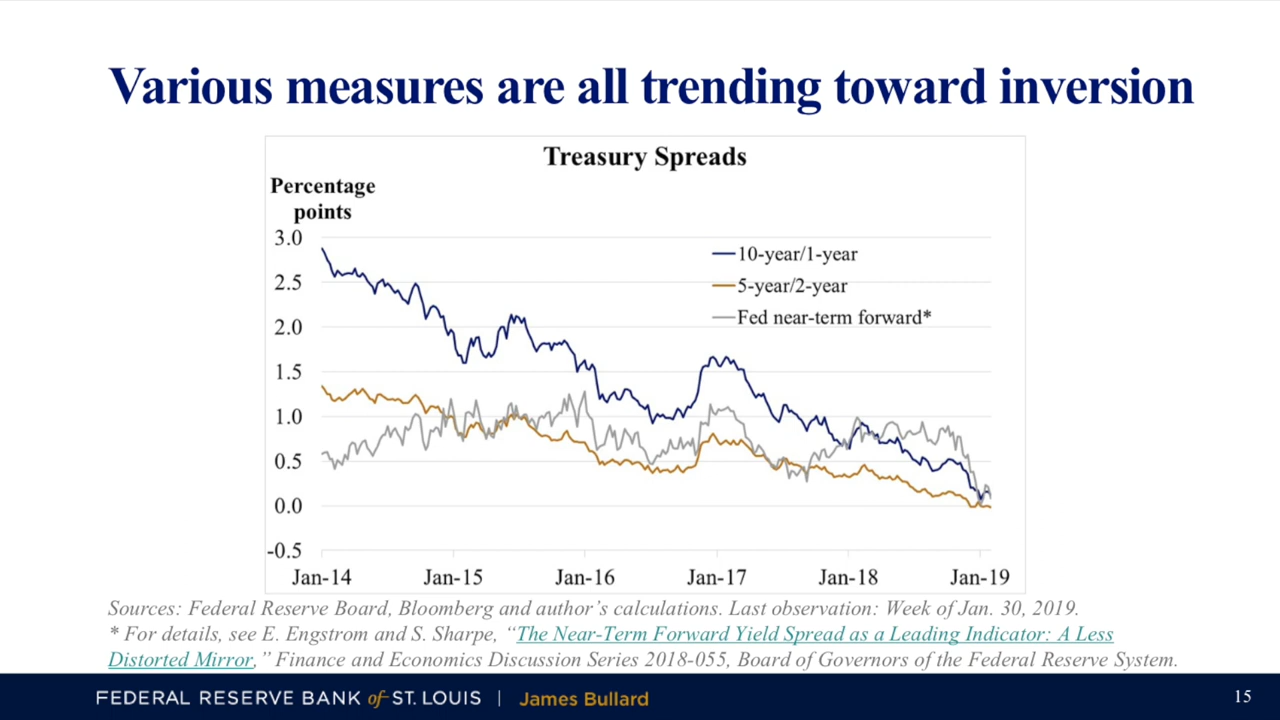 Various measures are all trending toward inversion
Treasury Spreads
Percentage
points
3.0
2.5
2.0
1.5
1.0
0.5
0.0
-0.5
10-year/1-year
5-year/2-year
Fed near-term forward*
Jan-14 Jan-15 Jan-16 Jan-17 Jan-18 Jan-19
Sources: Federal Reserve Board, Bloomberg and author’s calculations. Last observation: Week of Jan. 30, 2019.
* For details, see E. Engstrom and S. Sharpe, “The Near-Term Forward Yield Spread as a Leading Indicator: A Less
Distorted Mirror,” Finance and Economics Discussion Series 2018-055, Board of Governors of the Federal Reserve System.
FEDERAL RESERVE BANK of ST. LOUIS | James Bullard
15